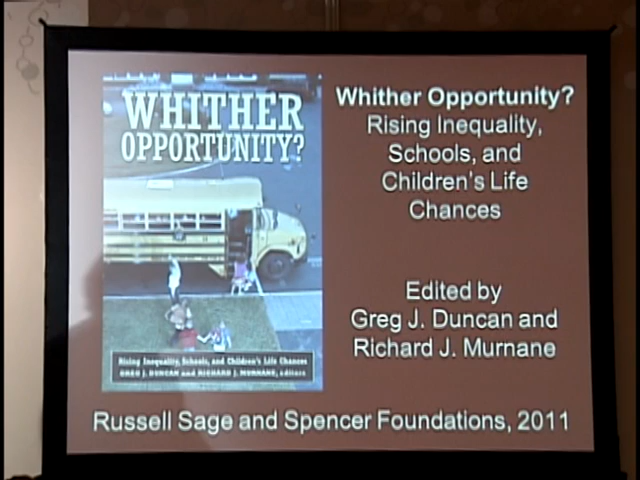 WHITHER
OPPORTUNITY?
Rising Inequality, Schools, and Children's Life Chances
GREG J. DUNCAN and RICHARD J. MURNANE, Editors
Whither Opportunity?
Rising Inequality,
Schools, and
Children's Life
Chances
Edited by
Greg J. Duncan and
Richard J. Murnane
Russell Sage and Spencer Foundations, 2011